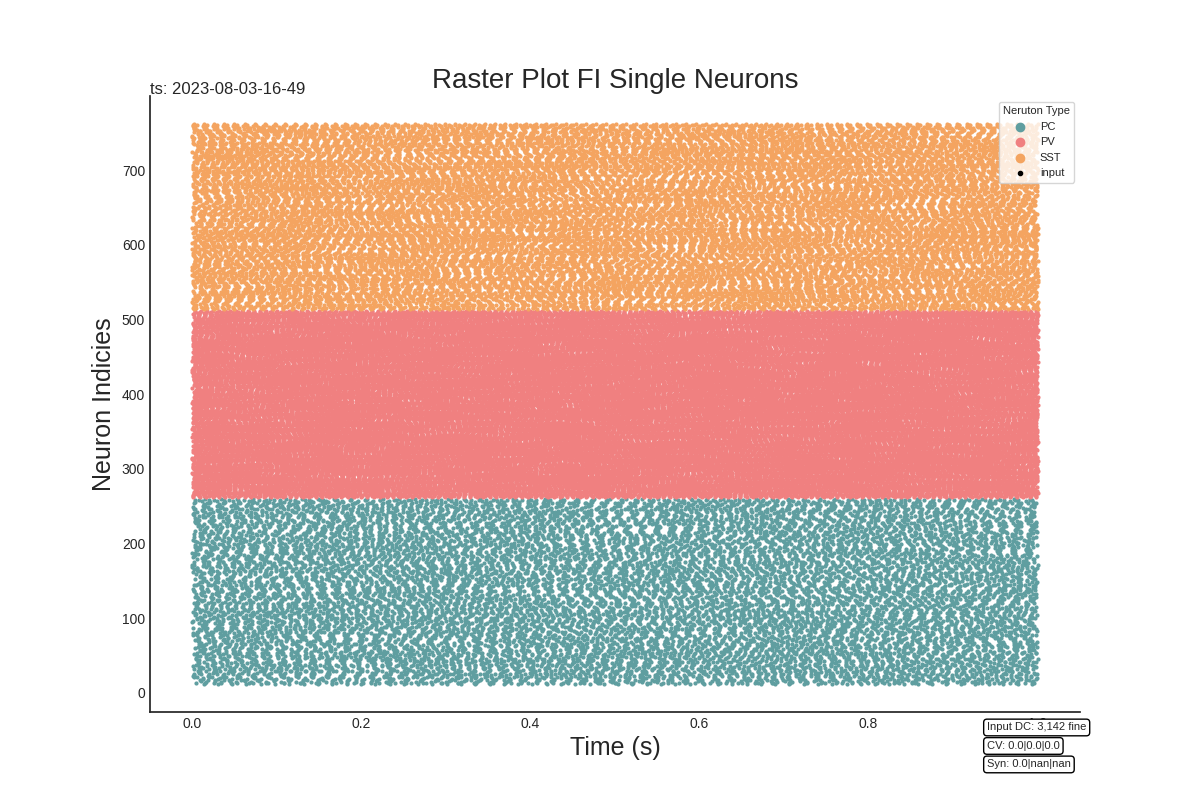 Raster Plot FI Single Neurons
ts: 2023-08-03-16-49
Neruton Type
PC
PV
SST
input
Neuron Indicies
700
600
500
400
300
200
100
0
0.0 0.2 0.4 0.6 0.8
Time (s)
Input DC: 3,142 fine
CV: 0.0|0.0|0.0
Syn: 0.0|nan|nan